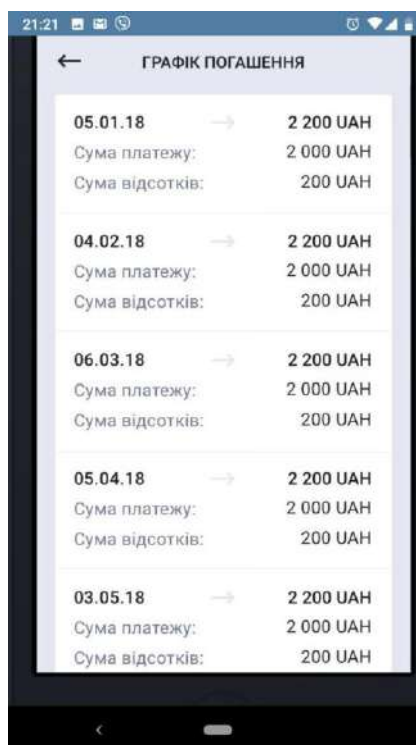 21:21
ГРАФІК ПОГАШЕННЯ
05.01.18 → 2 200 UAH
Сума платежу: 2 000 UAH
Сума відсотків: 200 UAH
04.02.18 → 2 200 UAH
Сума платежу: 2 000 UAH
Сума відсотків: 200 UAH
06.03.18 → 2 200 UAH
Сума платежу: 2 000 UAH
Сума відсотків: 200 UAH
05.04.18 → 2 200 UAH
Сума платежу: 2 000 UAH
Сума відсотків: 200 UAH
03.05.18 → 2 200 UAH
Сума платежу: 2 000 UAH
Сума відсотків: 200 UAH